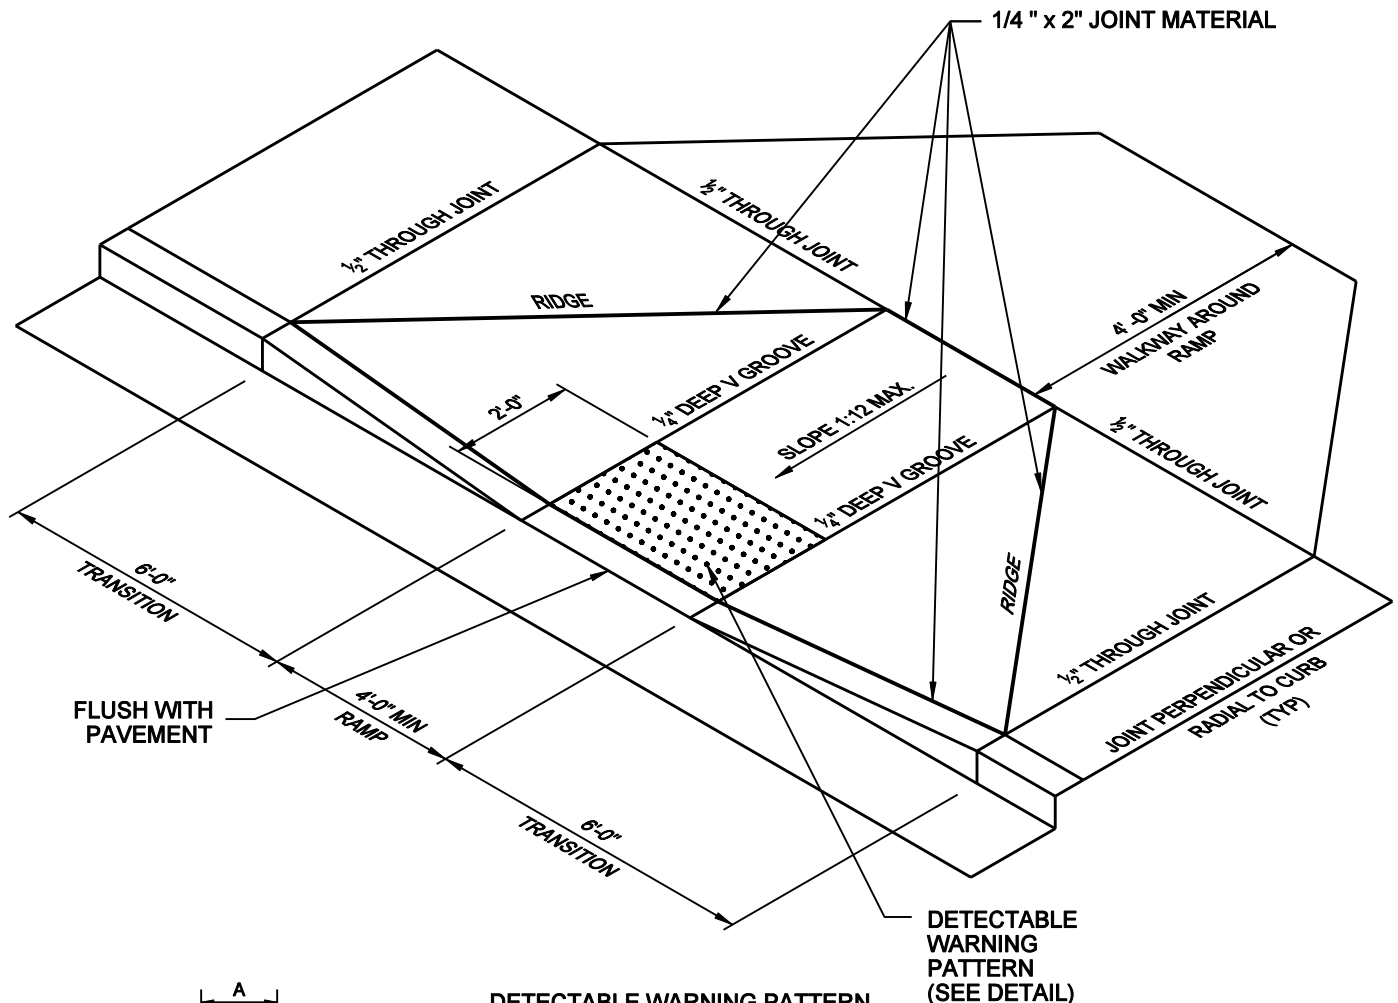 1/4 " x 2" JOINT MATERIAL
½" THROUGH JOINT
½" THROUGH JOINT
RIDGE
4' -0" MIN
WALKWAY AROUND
RAMP
2'-0"
¼" DEEP V GROOVE
SLOPE 1:12 MAX.
¼" DEEP V GROOVE
½" THROUGH JOINT
RIDGE
6'-0"
TRANSITION
½" THROUGH JOINT
JOINT PERPENDICULAR OR
RADIAL TO CURB
(TYP)
FLUSH WITH
PAVEMENT
4'-0" MIN
RAMP
6'-0"
TRANSITION
DETECTABLE
WARNING
PATTERN
(SEE DETAIL)
A
DETECTABLE WARNING PATTERN